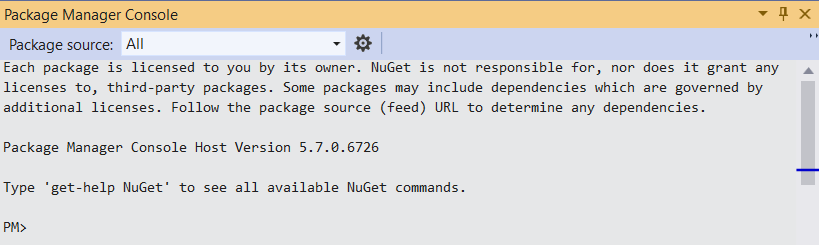 Package Manager Console
Package source: All
Each package is licensed to you by its owner. NuGet is not responsible for, nor does it grant any
licenses to, third-party packages. Some packages may include dependencies which are governed by
additional licenses. Follow the package source (feed) URL to determine any dependencies.
Package Manager Console Host Version 5.7.0.6726
Type 'get-help NuGet' to see all available NuGet commands.
PM>